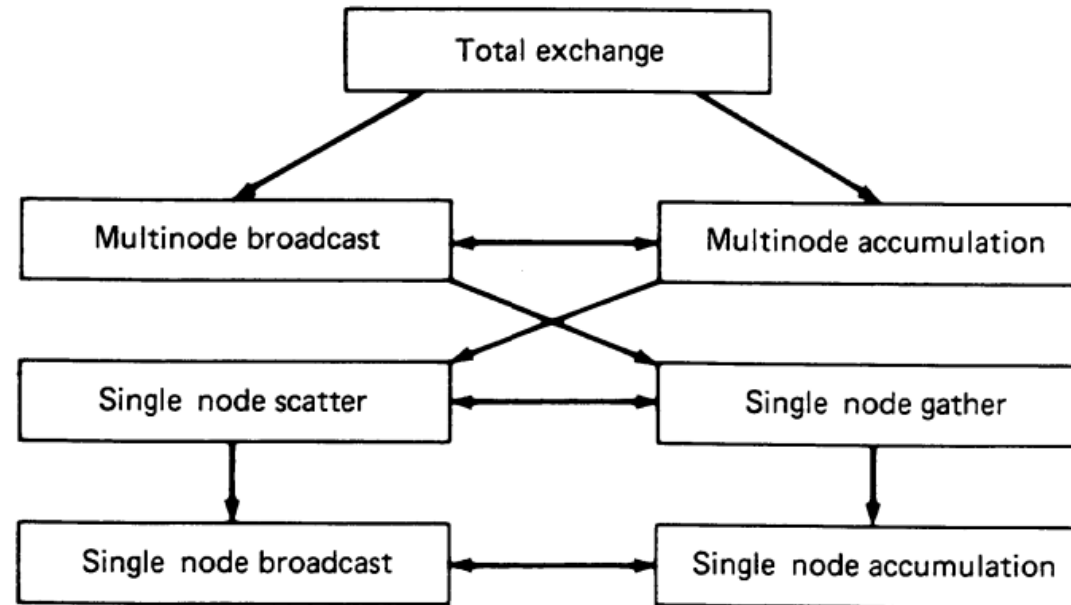 Total exchange
Multinode broadcast
Multinode accumulation
Single node scatter
Single node gather
Single node broadcast
Single node accumulation